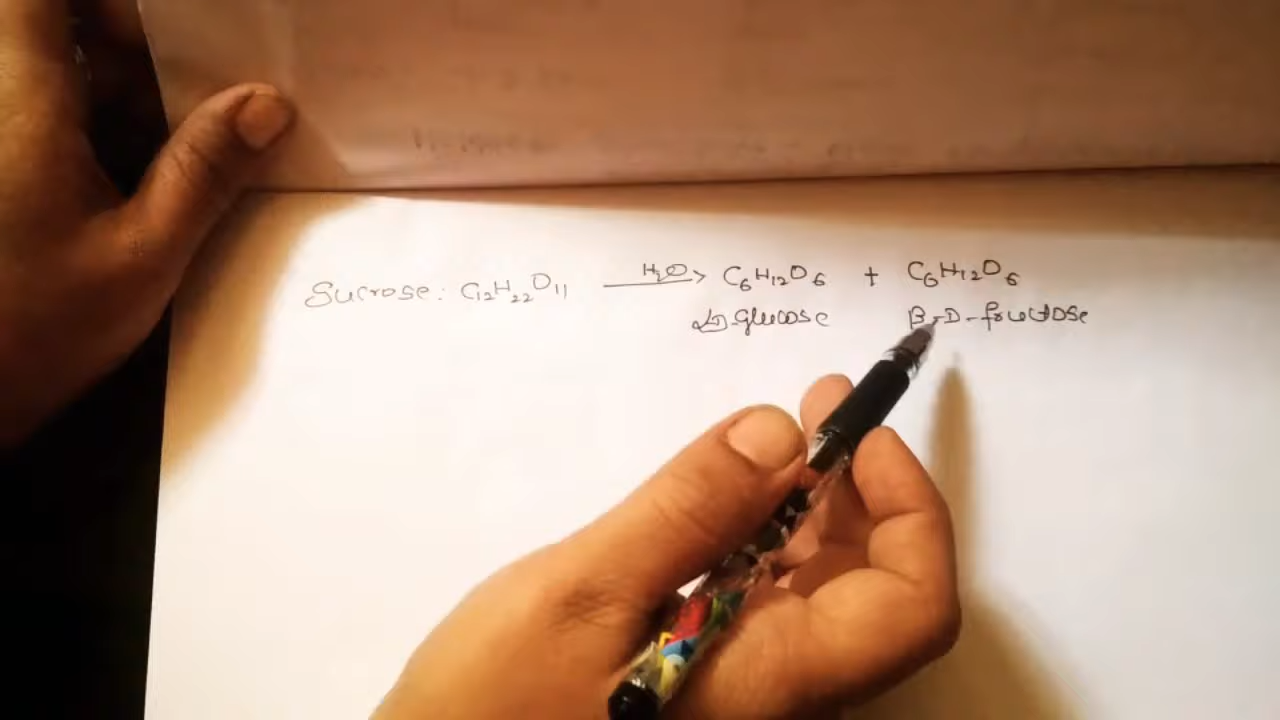 Sucrose: C₁₂H₂₂O₁₁ —H₂O→ C₆H₁₂O₆ + C₆H₁₂O₆
α-D-glucose β-D-fructose